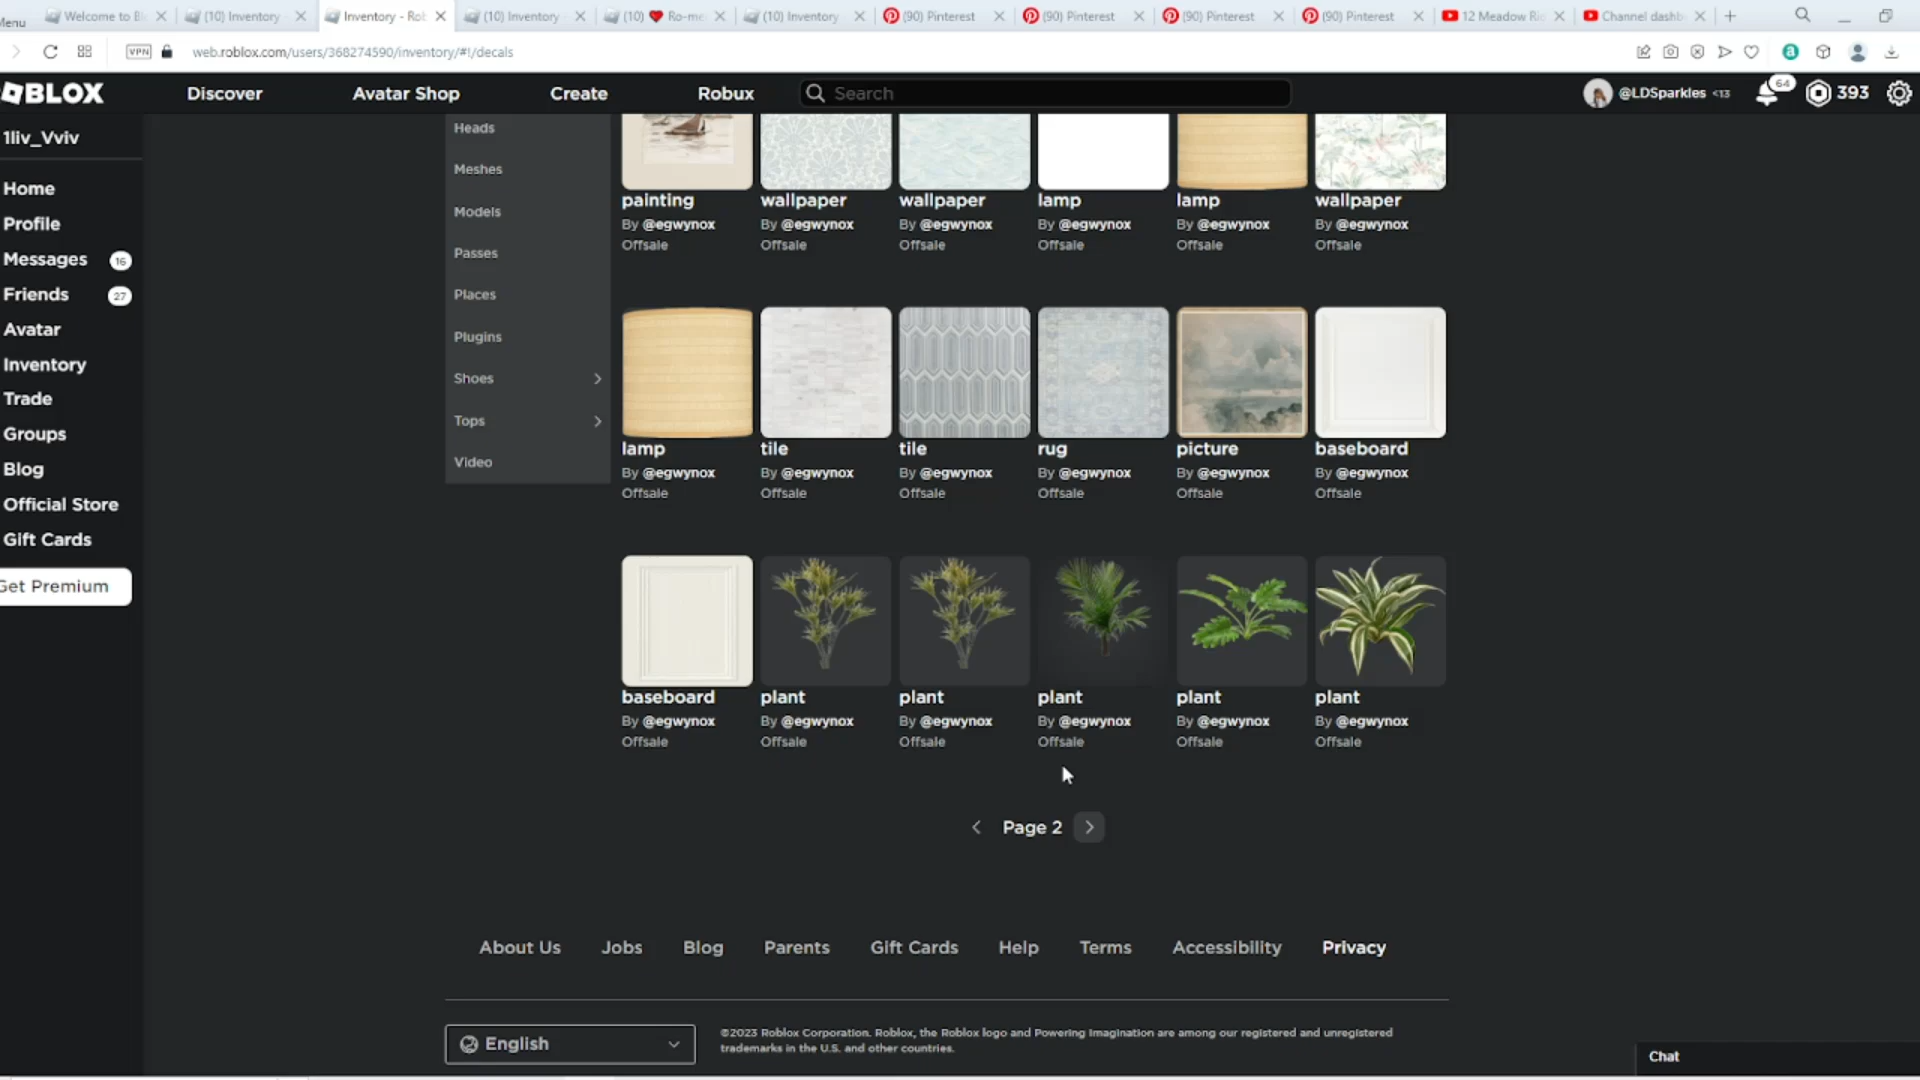 Menu
Welcome to Bl
(10) Inventory
Inventory - Rob
(10) Inventory
(10) ❤ Ro-me
(10) Inventory
(90) Pinterest
(90) Pinterest
(90) Pinterest
(90) Pinterest
12 Meadow Ri
Channel dashb
VPN
web.roblox.com/users/368274590/inventory/#!/decals
BLOX
Discover
Avatar Shop
Create
Robux
Search
@LDSparkles <13
64
393
1liv_Vviv
Home
Profile
Messages 16
Friends 27
Avatar
Inventory
Trade
Groups
Blog
Official Store
Gift Cards
Get Premium
Heads
Meshes
Models
Passes
Places
Plugins
Shoes
Tops
Video
painting wallpaper wallpaper lamp lamp wallpaper
By @egwynox By @egwynox By @egwynox By @egwynox By @egwynox By @egwynox
Offsale Offsale Offsale Offsale Offsale Offsale
lamp tile tile rug picture baseboard
By @egwynox By @egwynox By @egwynox By @egwynox By @egwynox By @egwynox
Offsale Offsale Offsale Offsale Offsale Offsale
baseboard plant plant plant plant plant
By @egwynox By @egwynox By @egwynox By @egwynox By @egwynox By @egwynox
Offsale Offsale Offsale Offsale Offsale Offsale
Page 2
About Us Jobs Blog Parents Gift Cards Help Terms Accessibility Privacy
English
©2023 Roblox Corporation. Roblox, the Roblox logo and Powering Imagination are among our registered and unregistered
trademarks in the U.S. and other countries.
Chat